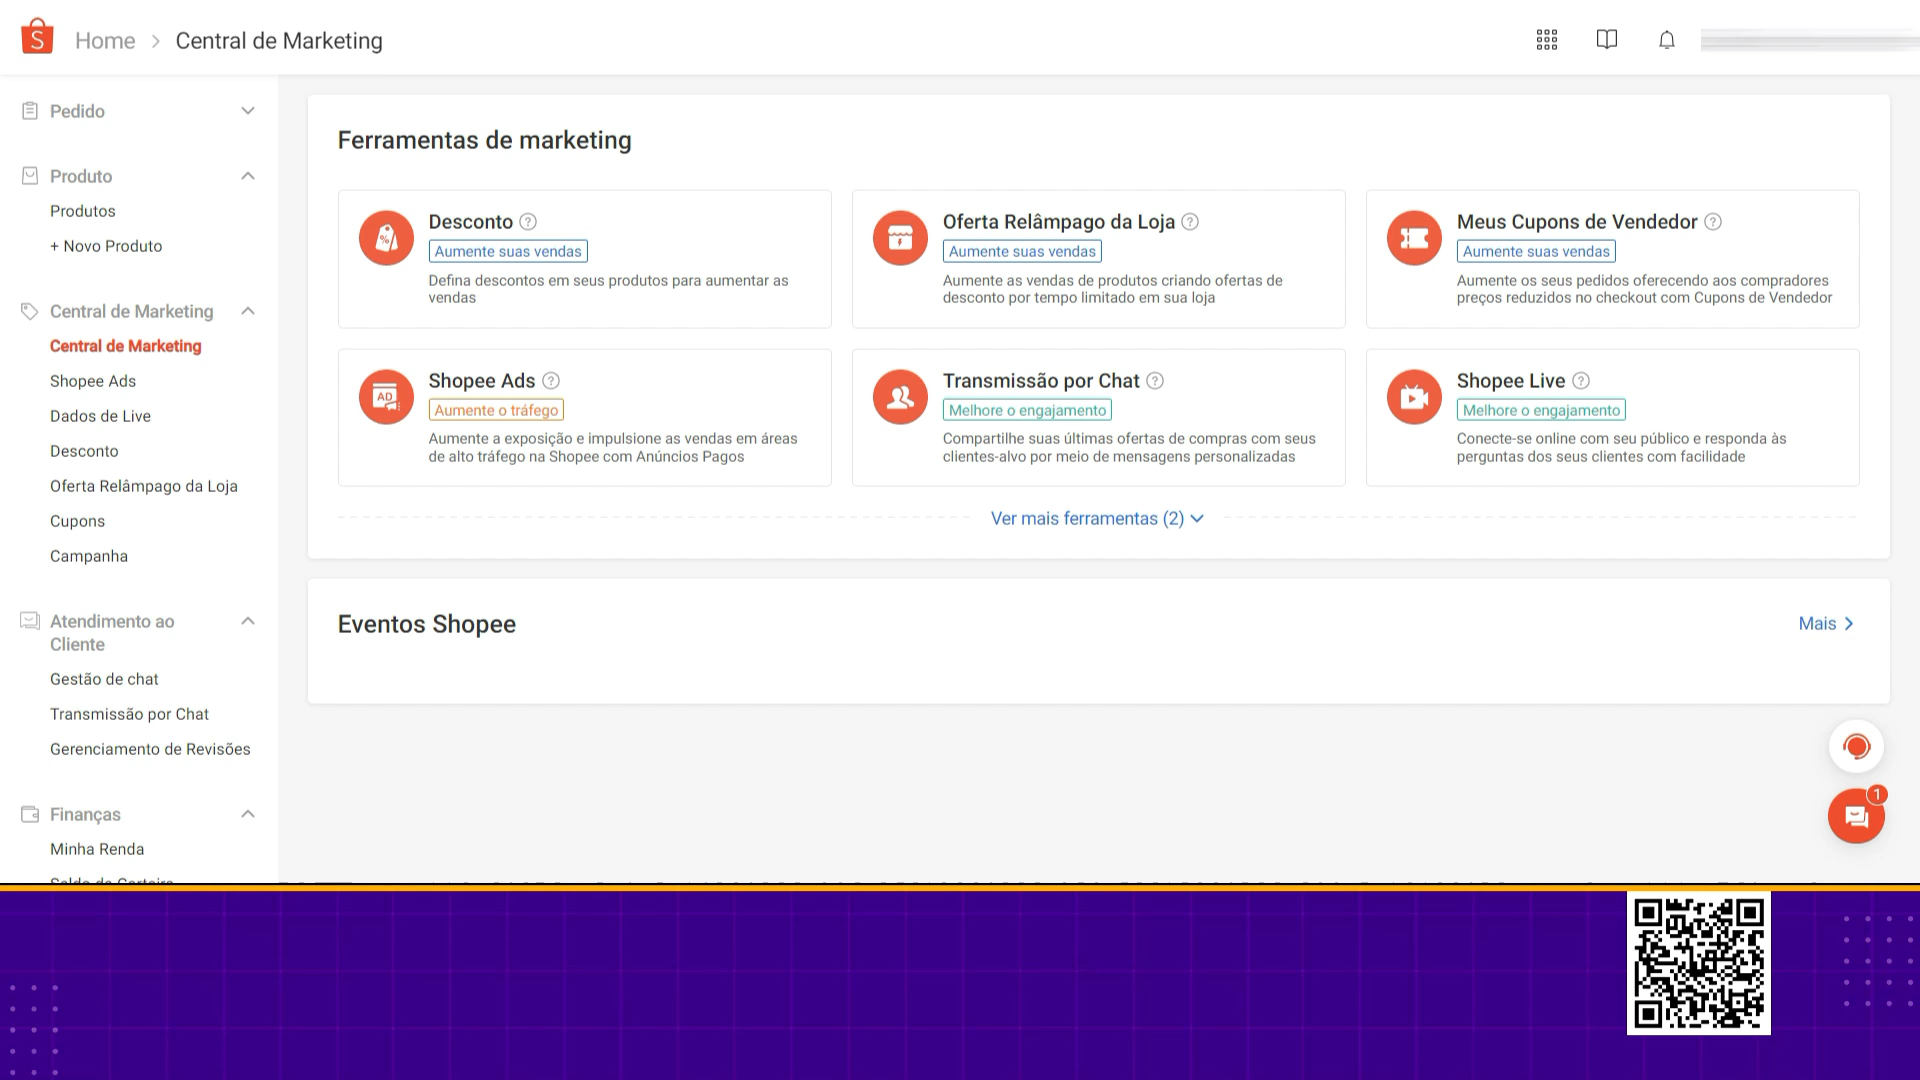 Home > Central de Marketing
Pedido
Produto
Produtos
+ Novo Produto
Central de Marketing
Central de Marketing
Shopee Ads
Dados de Live
Desconto
Oferta Relâmpago da Loja
Cupons
Campanha
Atendimento ao
Cliente
Gestão de chat
Transmissão por Chat
Gerenciamento de Revisões
Finanças
Minha Renda
Saldo da Carteira
Ferramentas de marketing
Desconto
Aumente suas vendas
Defina descontos em seus produtos para aumentar as
vendas
Oferta Relâmpago da Loja
Aumente suas vendas
Aumente as vendas de produtos criando ofertas de
desconto por tempo limitado em sua loja
Meus Cupons de Vendedor
Aumente suas vendas
Aumente os seus pedidos oferecendo aos compradores
preços reduzidos no checkout com Cupons de Vendedor
AD
Shopee Ads
Aumente o tráfego
Aumente a exposição e impulsione as vendas em áreas
de alto tráfego na Shopee com Anúncios Pagos
Transmissão por Chat
Melhore o engajamento
Compartilhe suas últimas ofertas de compras com seus
clientes-alvo por meio de mensagens personalizadas
Shopee Live
Melhore o engajamento
Conecte-se online com seu público e responda às
perguntas dos seus clientes com facilidade
Ver mais ferramentas (2)
Eventos Shopee
Mais
1